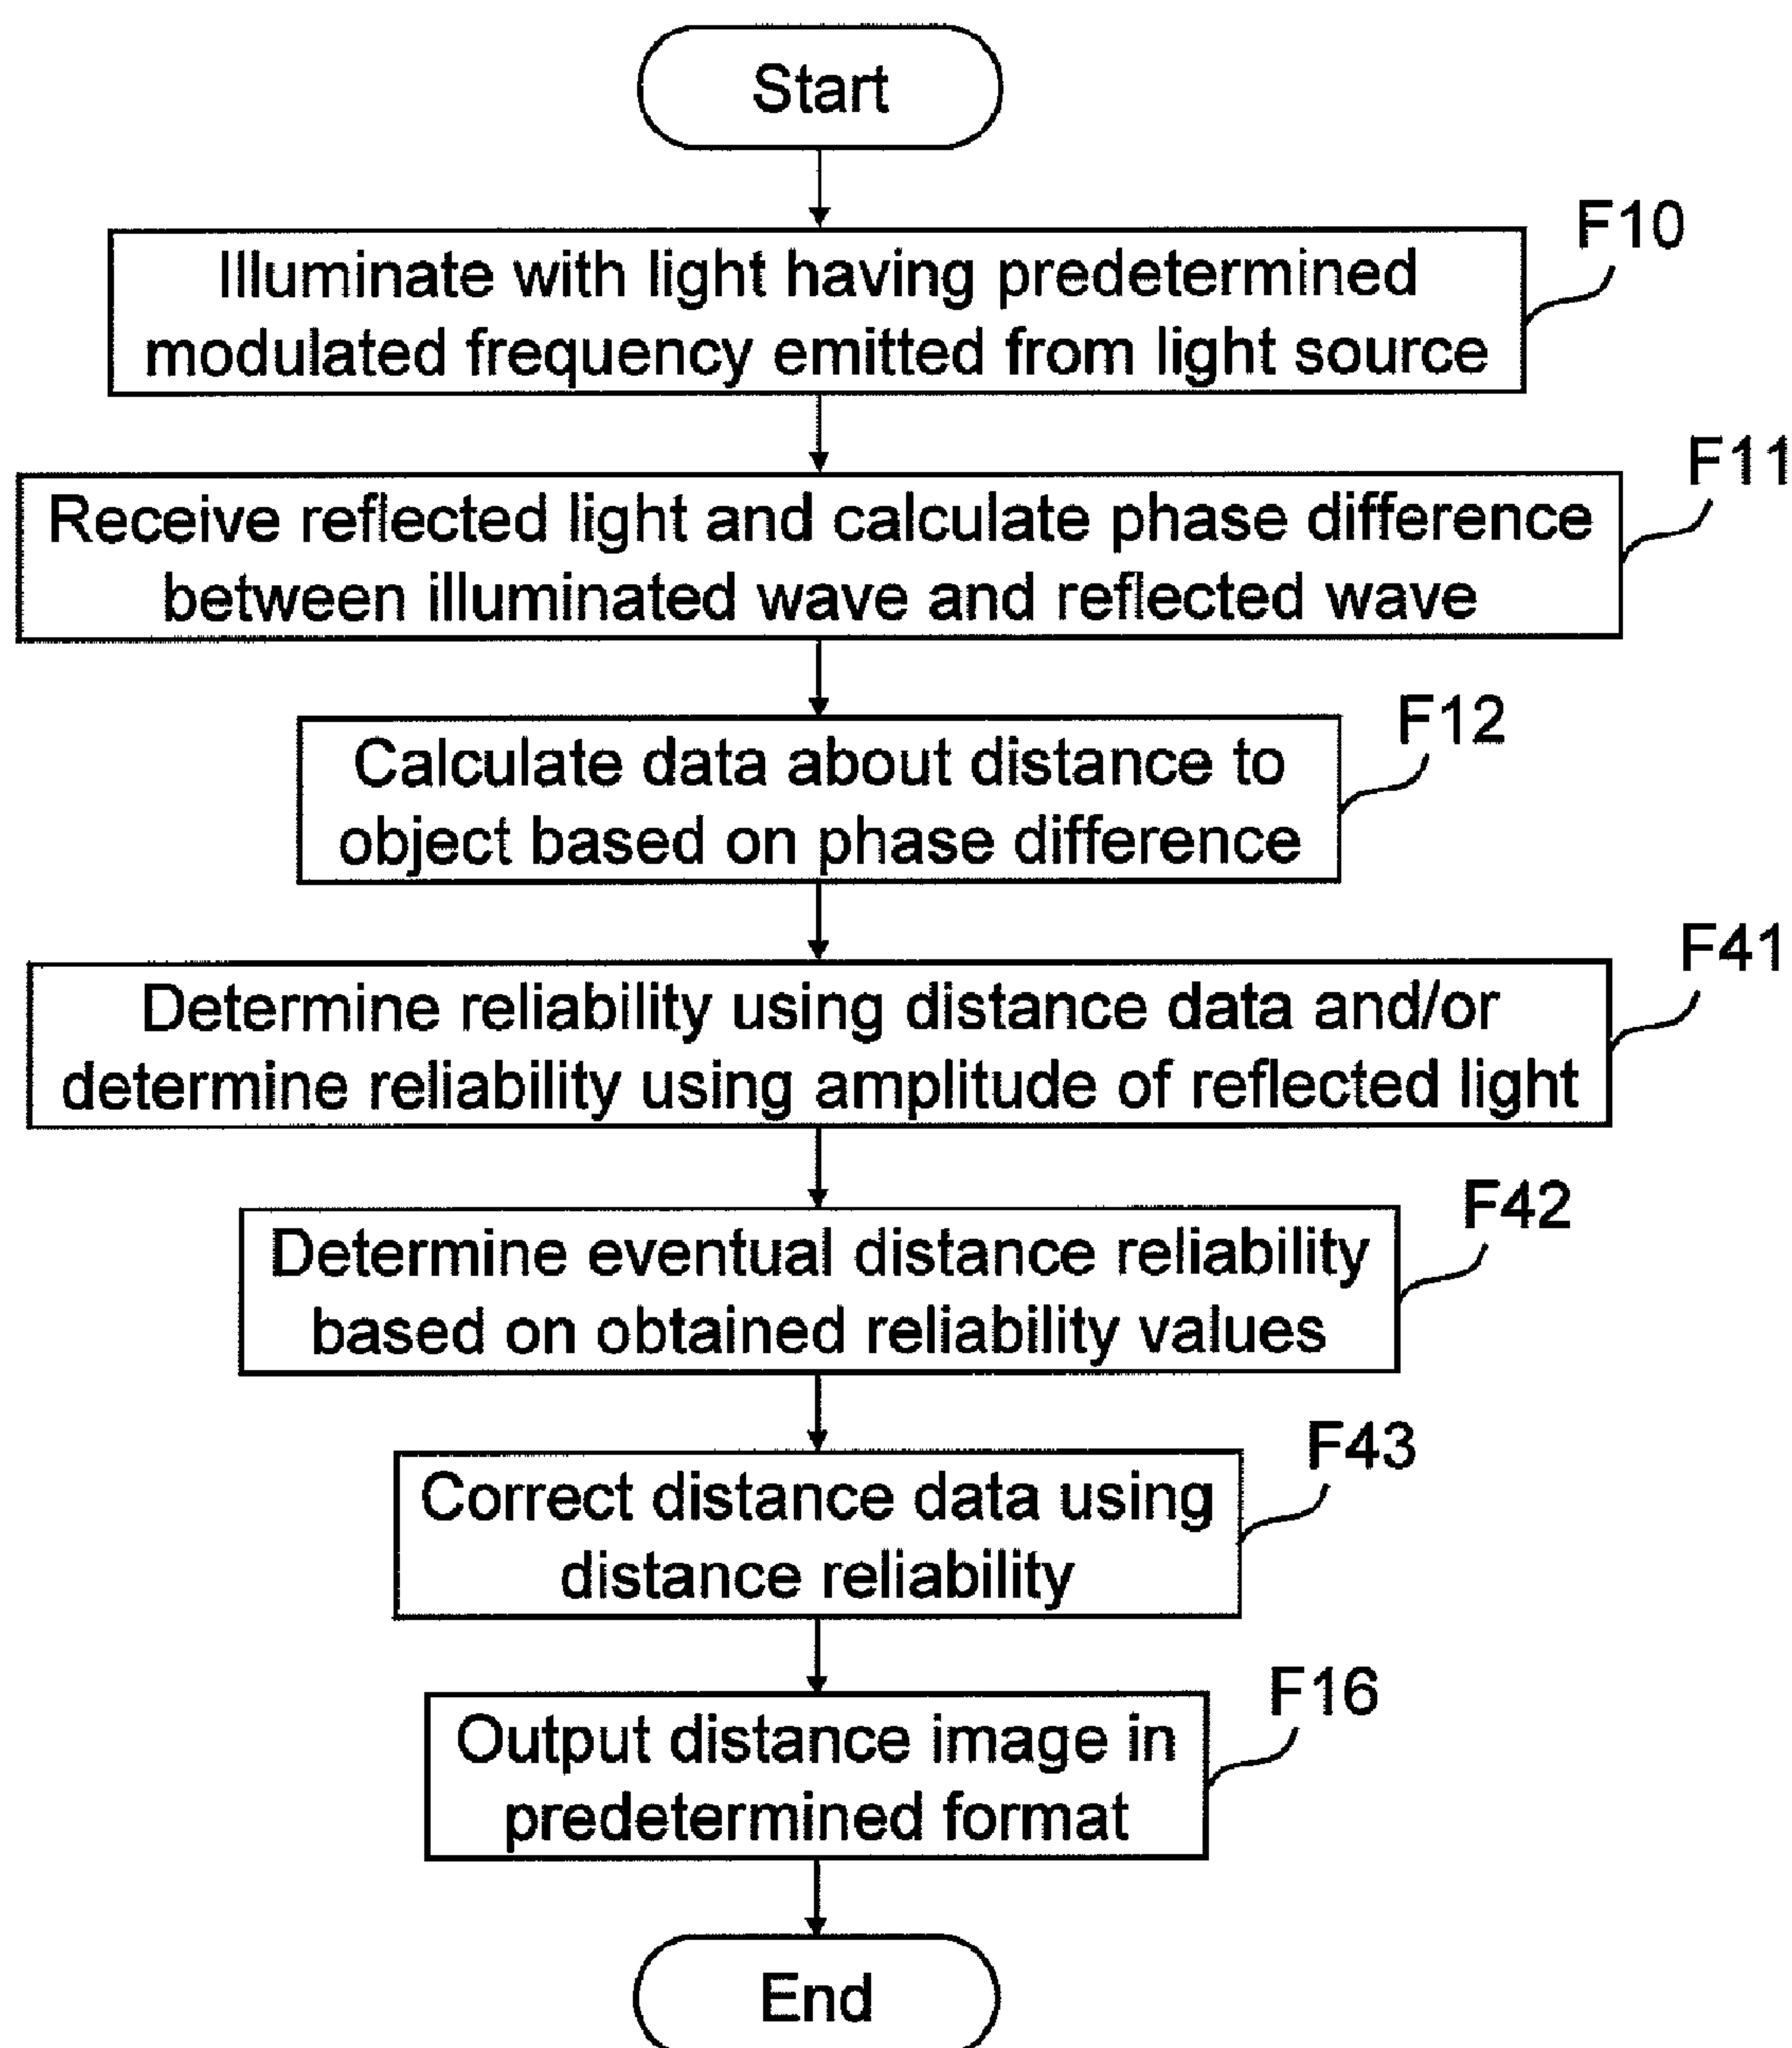 Start
F10
Illuminate with light having predetermined
modulated frequency emitted from light source
F11
Receive reflected light and calculate phase difference
between illuminated wave and reflected wave
F12
Calculate data about distance to
object based on phase difference
F41
Determine reliability using distance data and/or
determine reliability using amplitude of reflected light
F42
Determine eventual distance reliability
based on obtained reliability values
F43
Correct distance data using
distance reliability
F16
Output distance image in
predetermined format
End